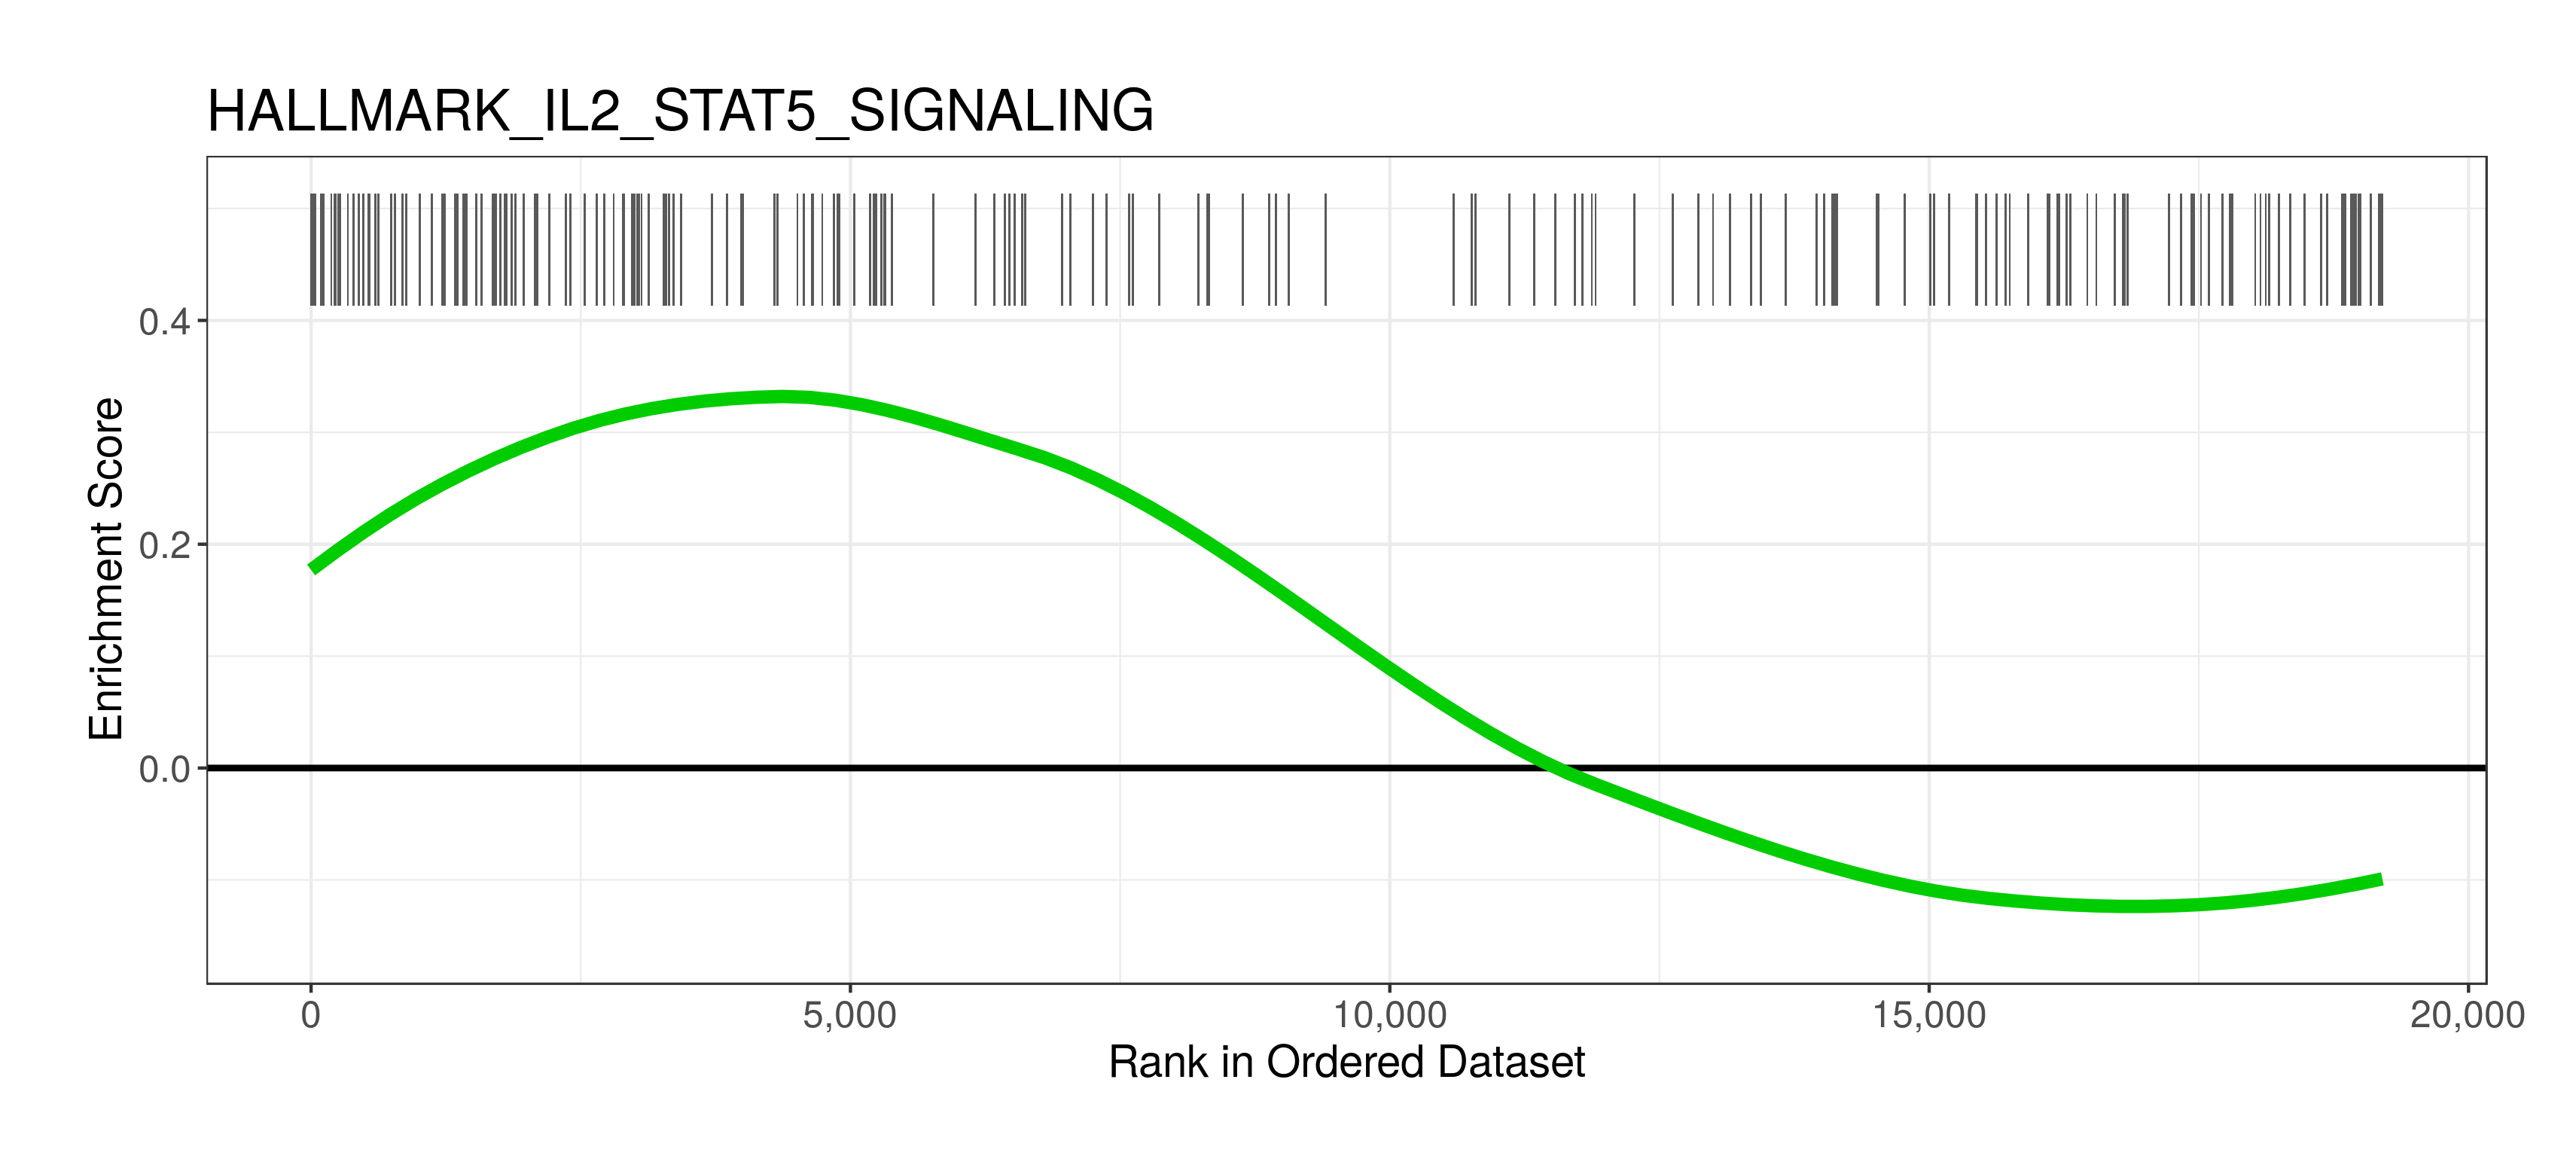 HALLMARK_IL2_STAT5_SIGNALING
Enrichment Score
0.4
0.2
0.0
0 5,000 10,000 15,000 20,000
Rank in Ordered Dataset